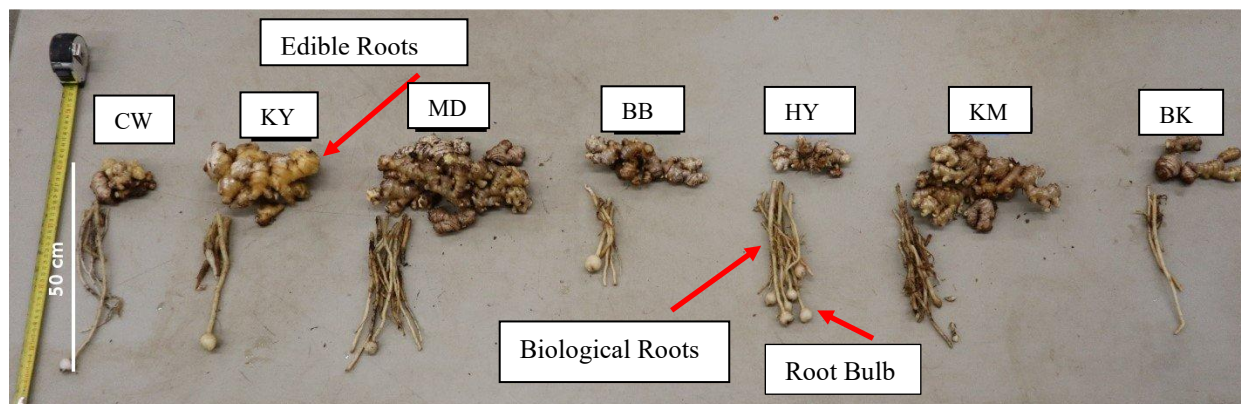 Edible Roots
CW
KY
MD
BB
HY
KM
BK
50 cm
Biological Roots
Root Bulb